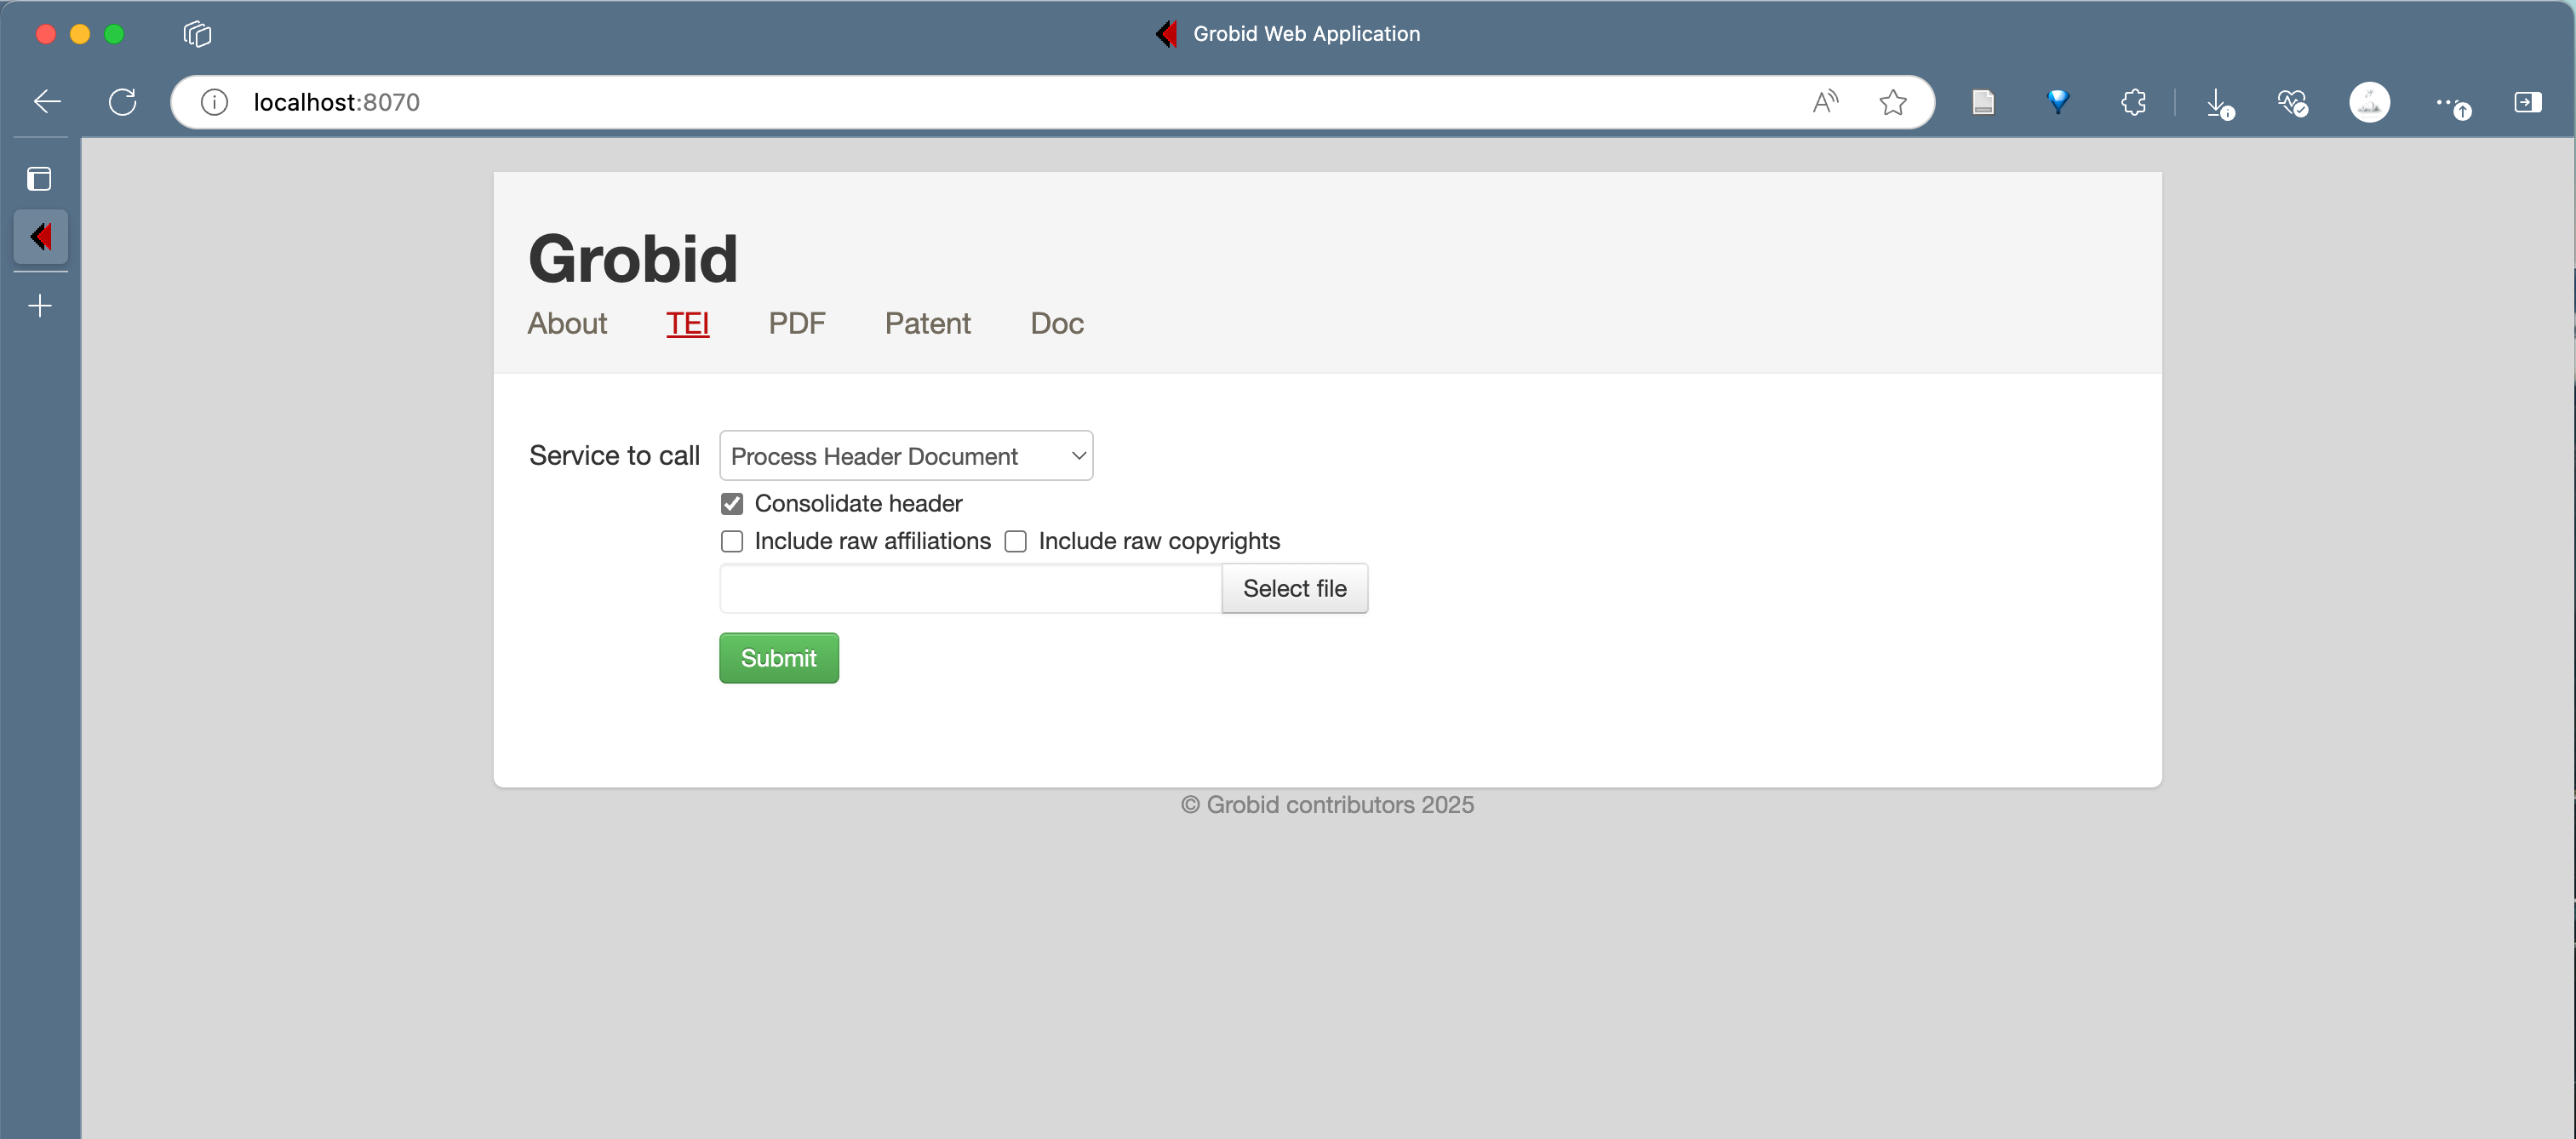 Grobid Web Application
localhost:8070
Grobid
About TEI PDF Patent Doc
Service to call Process Header Document
Consolidate header
Include raw affiliations Include raw copyrights
Select file
Submit
© Grobid contributors 2025